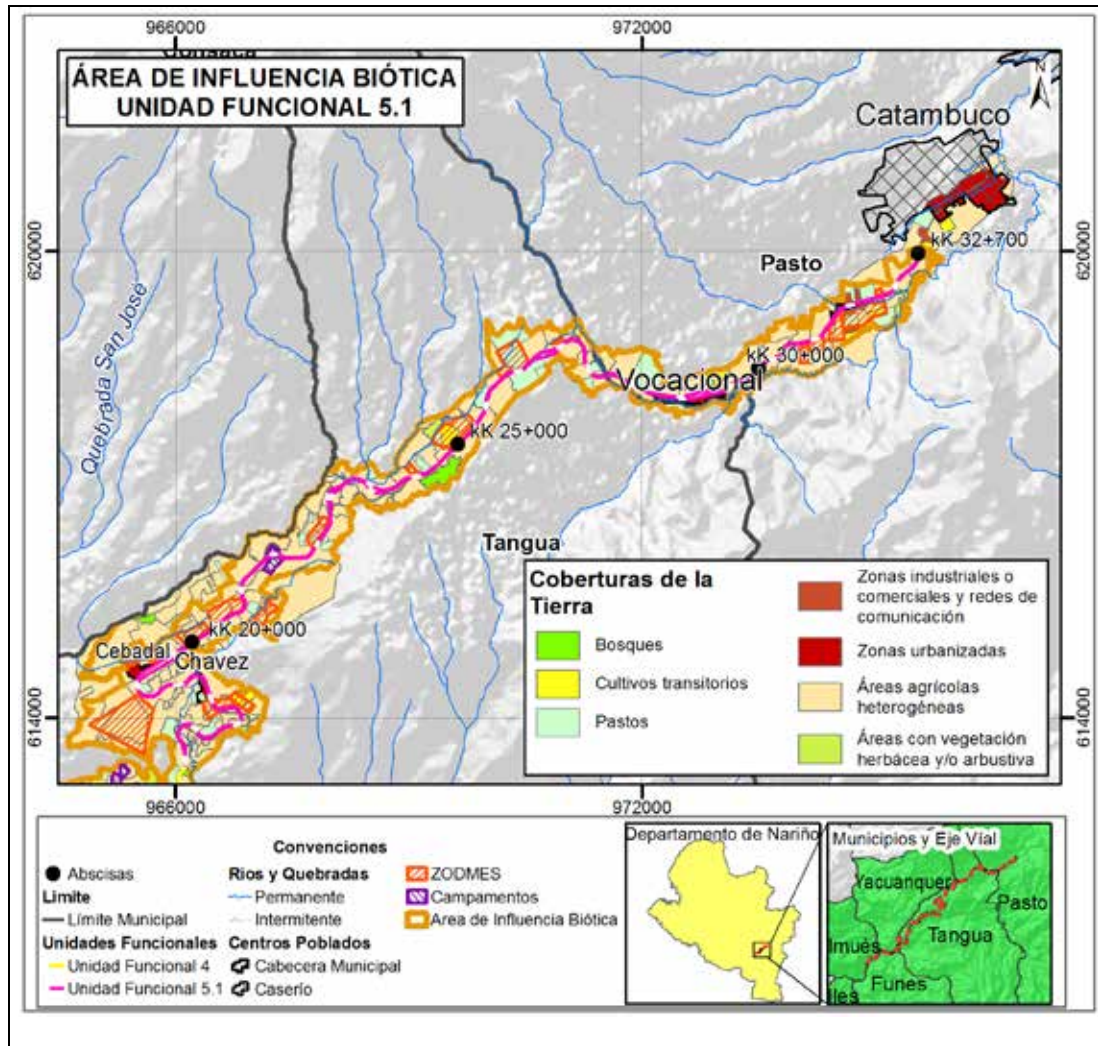 966000
972000
Consaca
ÁREA DE INFLUENCIA BIÓTICA
UNIDAD FUNCIONAL 5.1
N
Catambuco
620000
620000
kK 32+700
Pasto
Quebrada San José
kK 30+000
Vocacional
kK 25+000
Tangua
kK 20+000
Cebadal
Chavez
614000
614000
Coberturas de la
Tierra
Bosques
Cultivos transitorios
Pastos
Zonas industriales o
comerciales y redes de
comunicación
Zonas urbanizadas
Áreas agrícolas
heterogéneas
Áreas con vegetación
herbácea y/o arbustiva
966000
972000
Convenciones
Abscisas
Límite
Límite Municipal
Unidades Funcionales
Unidad Funcional 4
Unidad Funcional 5.1
Rios y Quebradas
Permanente
Intermitente
Centros Poblados
Cabecera Municipal
Caserío
ZODMES
Campamentos
Area de Influencia Biótica
Departamento de Nariño
Municipios y Eje Víal
Yacuanquer
Pasto
Imués
Tangua
Funes
Iles